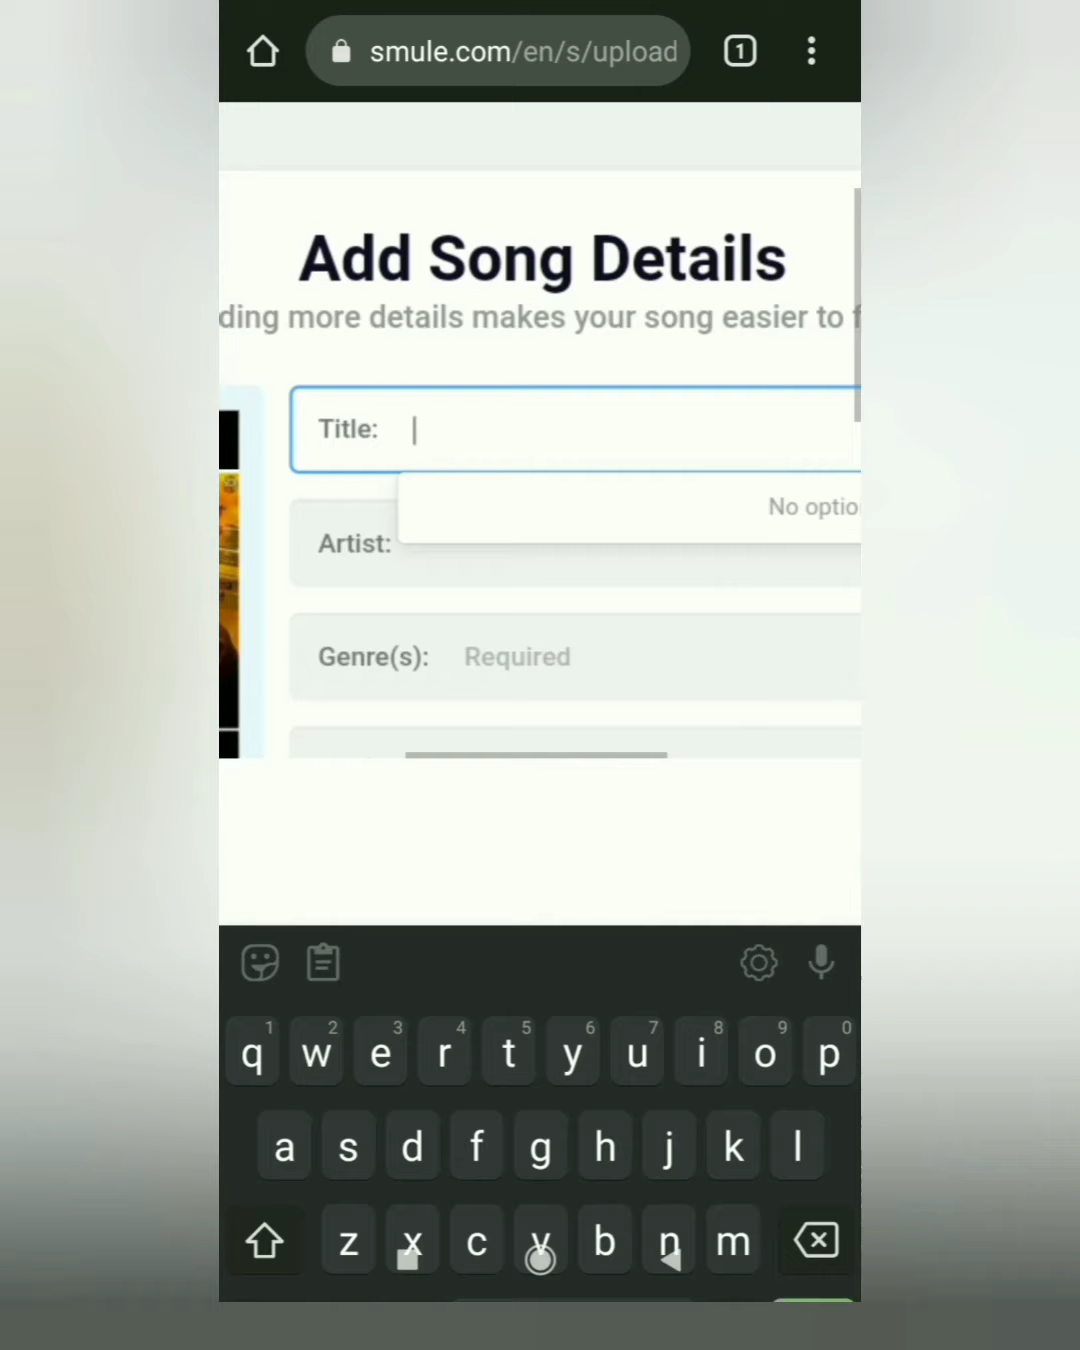 smule.com/en/s/upload
1
Add Song Details
ding more details makes your song easier to f
Title:
No optio
Artist:
Genre(s): Required
1 2 3 4 5 6 7 8 9 0
q w e r t y u i o p
a s d f g h j k l
z x c v b n m